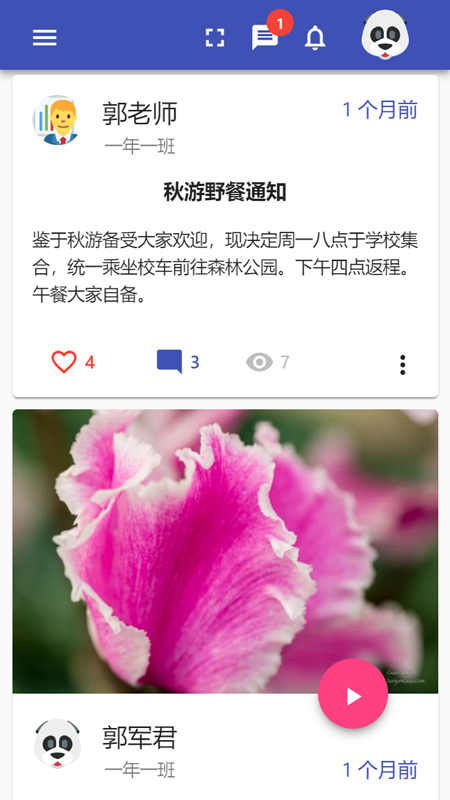 1
郭老师
1 个月前
一年一班
秋游野餐通知
鉴于秋游备受大家欢迎，现决定周一八点于学校集
合，统一乘坐校车前往森林公园。下午四点返程。
午餐大家自备。
4
3
7
郭军君
一年一班
1 个月前